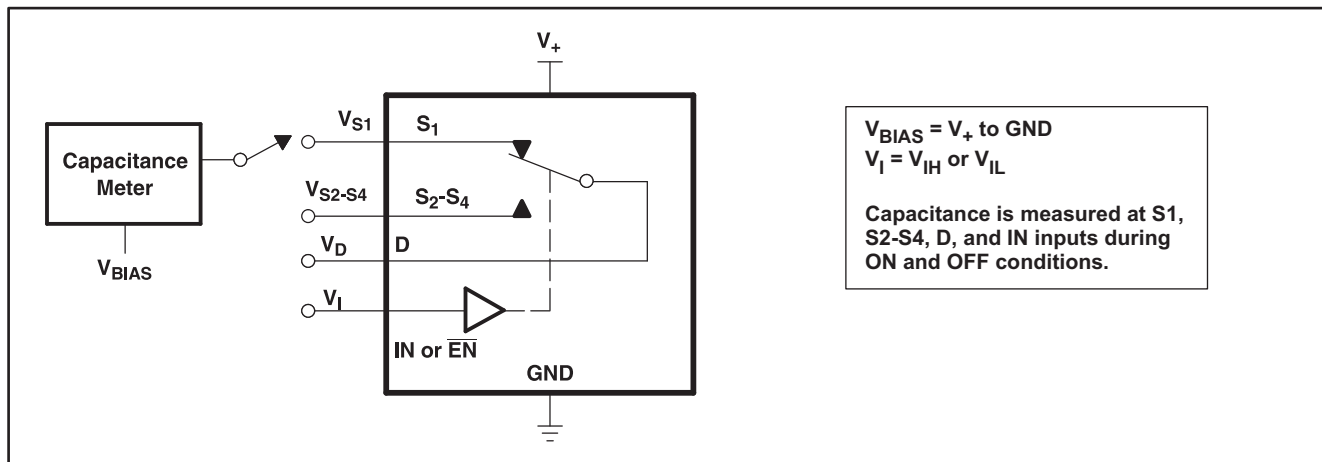 V+
Capacitance
Meter
VBIAS
VS1
S1
VS2-S4
S2-S4
VD
D
VI
IN or E̅N̅
GND
VBIAS = V+ to GND
VI = VIH or VIL
Capacitance is measured at S1,
S2-S4, D, and IN inputs during
ON and OFF conditions.